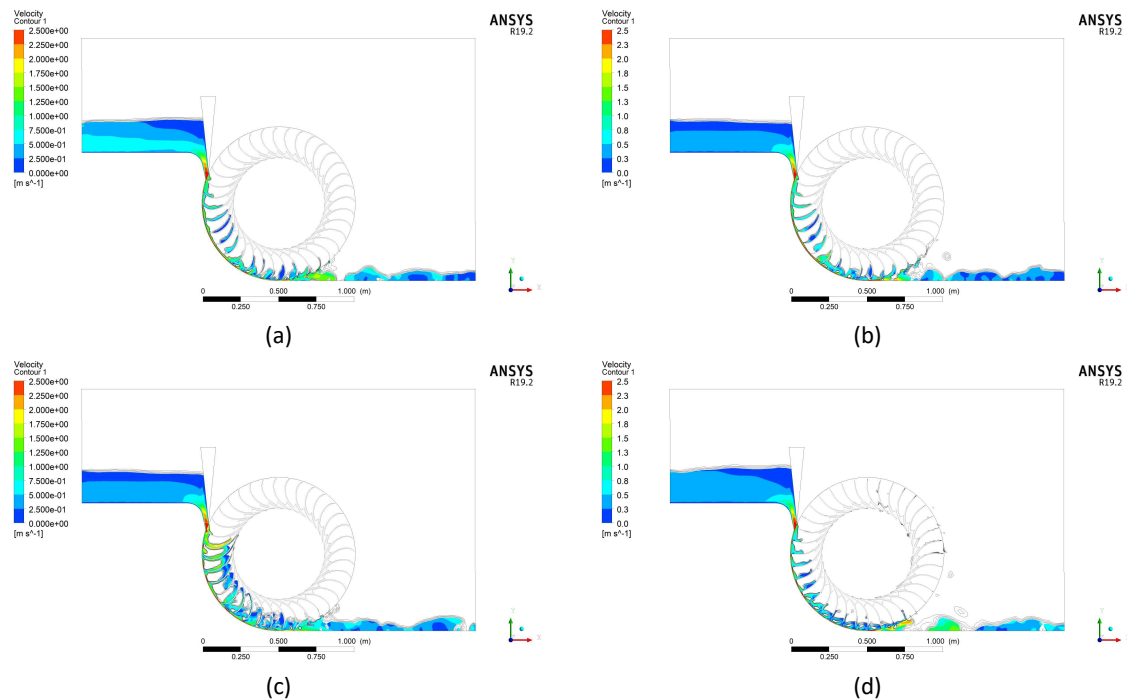 Velocity
Contour 1
2.500e+00
2.250e+00
2.000e+00
1.750e+00
1.500e+00
1.250e+00
1.000e+00
7.500e-01
5.000e-01
2.500e-01
0.000e+00
[m s^-1]
ANSYS
R19.2
0 0.500 1.000 (m)
0.250 0.750
Y
X
(a)
Velocity
Contour 1
2.5
2.3
2.0
1.8
1.5
1.3
1.0
0.8
0.5
0.3
0.0
[m s^-1]
ANSYS
R19.2
0 0.500 1.000 (m)
0.250 0.750
(b)
Velocity
Contour 1
2.500e+00
2.250e+00
2.000e+00
1.750e+00
1.500e+00
1.250e+00
1.000e+00
7.500e-01
5.000e-01
2.500e-01
0.000e+00
[m s^-1]
ANSYS
R19.2
0 0.500 1.000 (m)
0.250 0.750
Y
X
(c)
Velocity
Contour 1
2.5
2.3
2.0
1.8
1.5
1.3
1.0
0.8
0.5
0.3
0.0
[m s^-1]
ANSYS
R19.2
0 0.500 1.000 (m)
0.250 0.750
(d)